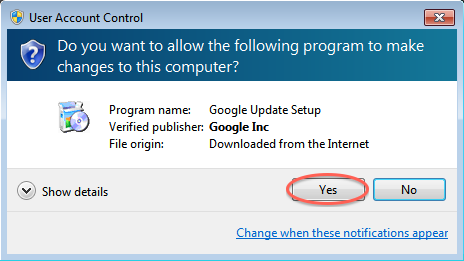 User Account Control
Do you want to allow the following program to make
changes to this computer?
Program name: Google Update Setup
Verified publisher: Google Inc
File origin: Downloaded from the Internet
Show details
Yes
No
Change when these notifications appear